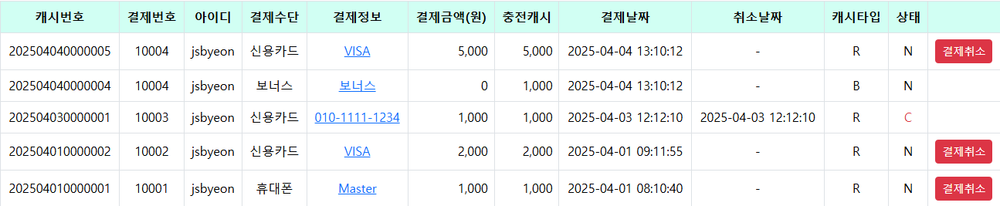 캐시번호 결제번호 아이디 결제수단 결제정보 결제금액(원) 충전캐시 결제날짜 취소날짜 캐시타입 상태
202504040000005 10004 jsbyeon 신용카드 VISA 5,000 5,000 2025-04-04 13:10:12 - R N 결제취소
202504040000004 10004 jsbyeon 보너스 보너스 0 1,000 2025-04-04 13:10:12 - B N
202504030000001 10003 jsbyeon 신용카드 010-1111-1234 1,000 1,000 2025-04-03 12:12:10 2025-04-03 12:12:10 R C
202504010000002 10002 jsbyeon 신용카드 VISA 2,000 2,000 2025-04-01 09:11:55 - R N 결제취소
202504010000001 10001 jsbyeon 휴대폰 Master 1,000 1,000 2025-04-01 08:10:40 - R N 결제취소